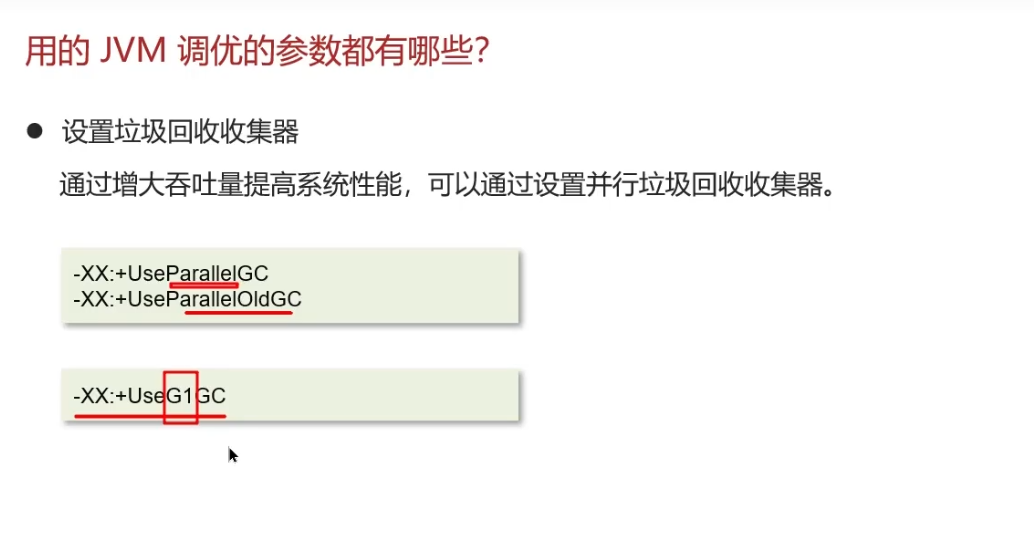 用的 JVM 调优的参数都有哪些？
设置垃圾回收收集器
通过增大吞吐量提高系统性能，可以通过设置并行垃圾回收收集器。
-XX:+UseParallelGC
-XX:+UseParallelOldGC
-XX:+UseG1GC